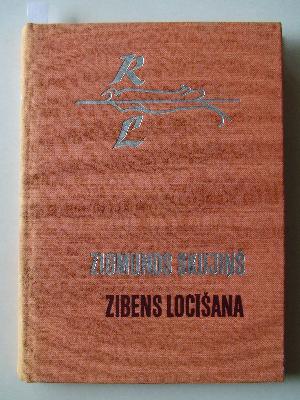 R
L
ZIGMUNDS SKUJIŅŠ
ZIBENS LOCĪŠANA